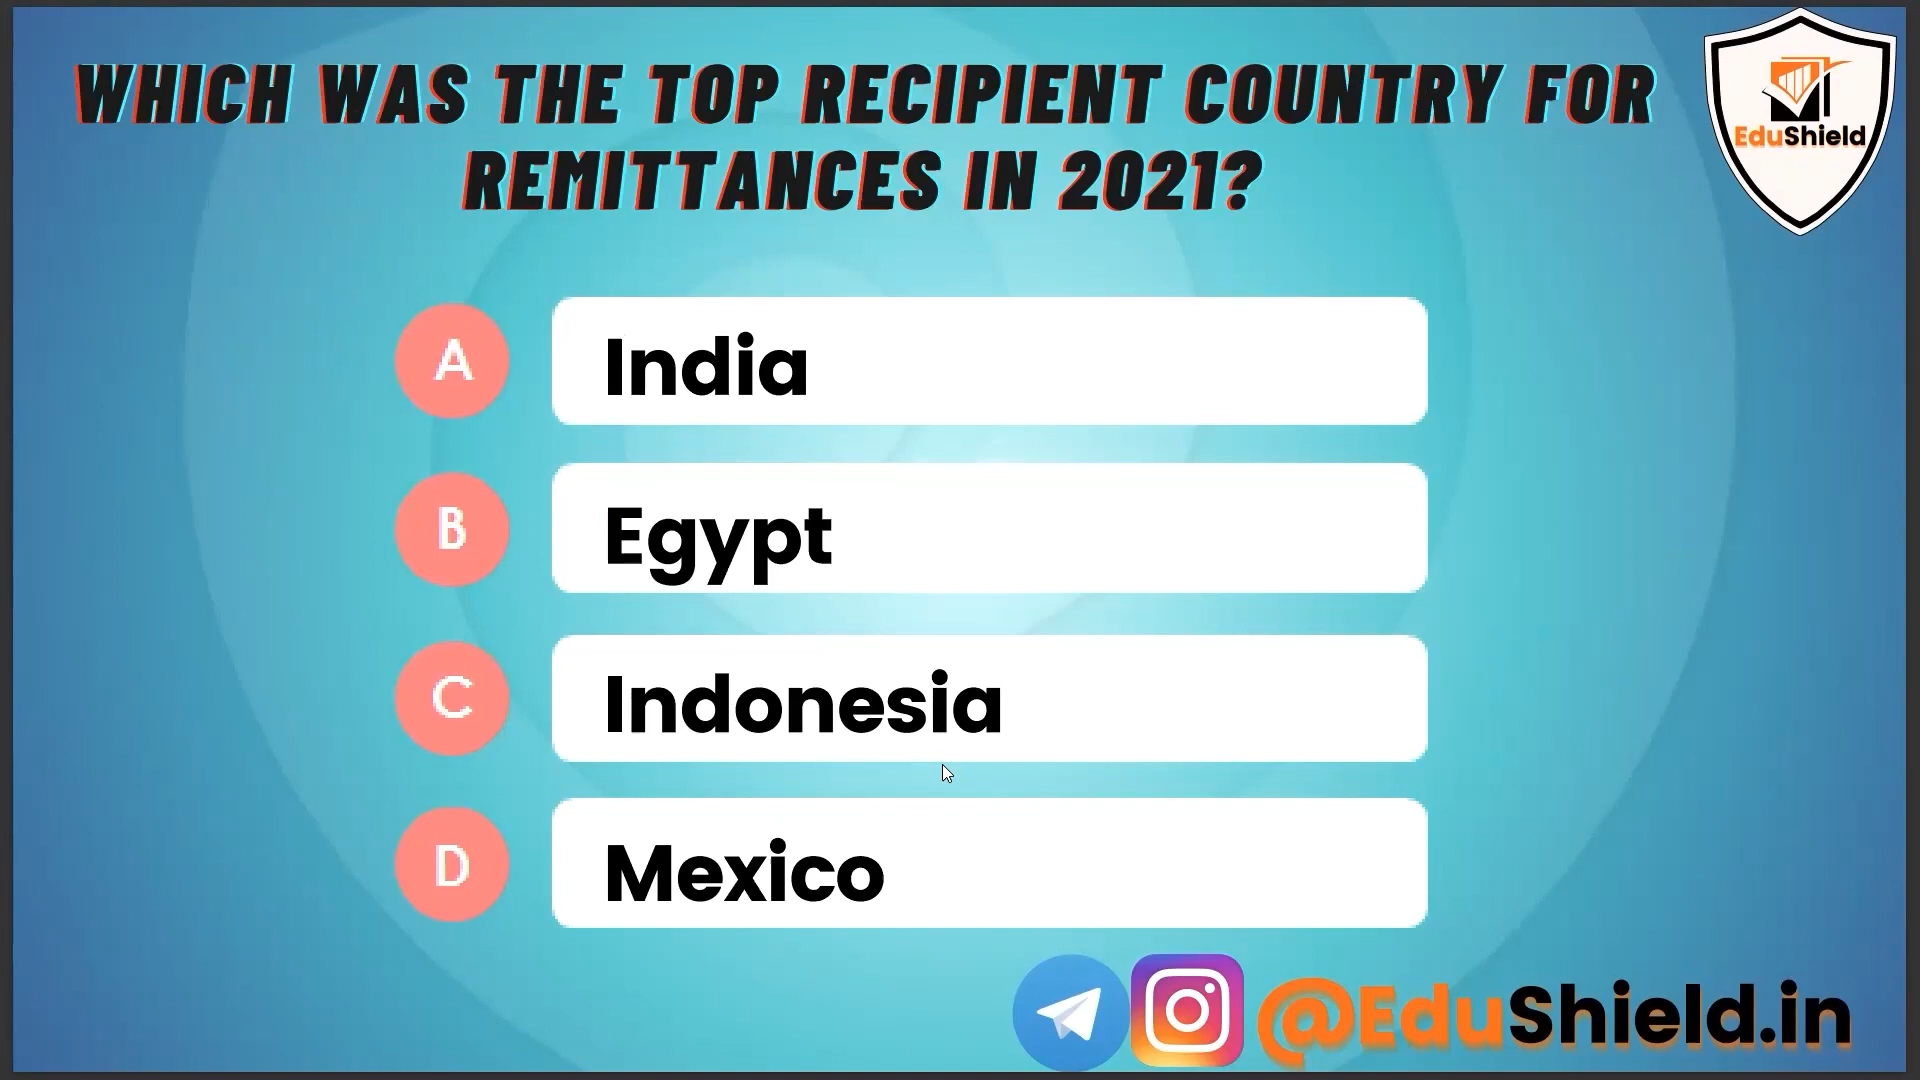 WHICH WAS THE TOP RECIPIENT COUNTRY FOR
REMITTANCES IN 2021?
EduShield
A
India
B
Egypt
C
Indonesia
D
Mexico
@EduShield.in